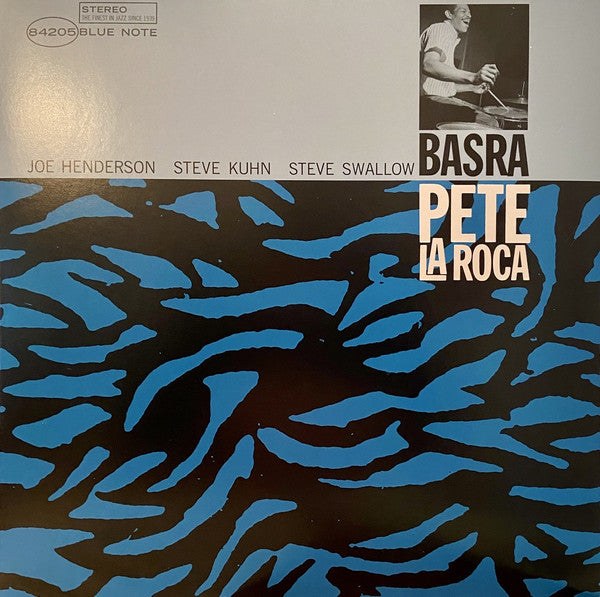 STEREO
THE FINEST IN JAZZ SINCE 1939
84205 BLUE NOTE
JOE HENDERSON STEVE KUHN STEVE SWALLOW BASRA
PETE
LA ROCA